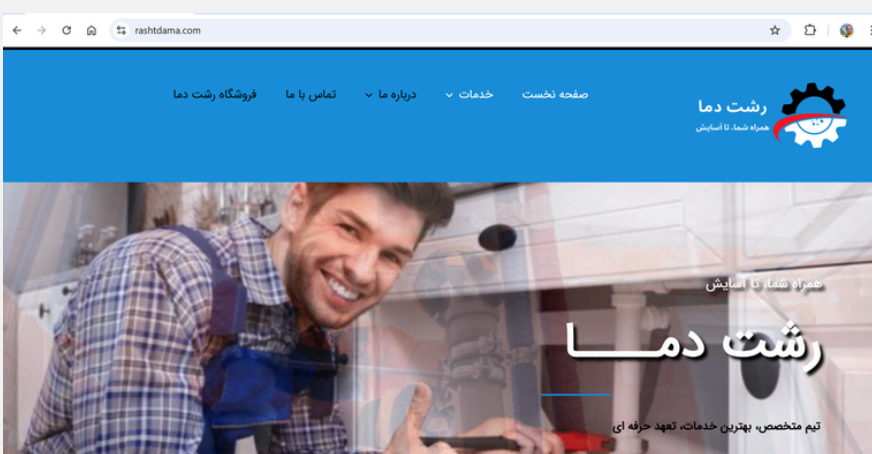 rashtdama.com
رشت دما
همراه شما، تا آسایش
صفحه نخست خدمات درباره ما تماس با ما فروشگاه رشت دما
همراه شما، تا آسایش
رشت دمــــا
تیم متخصص، بهترین خدمات، تعهد حرفه ای